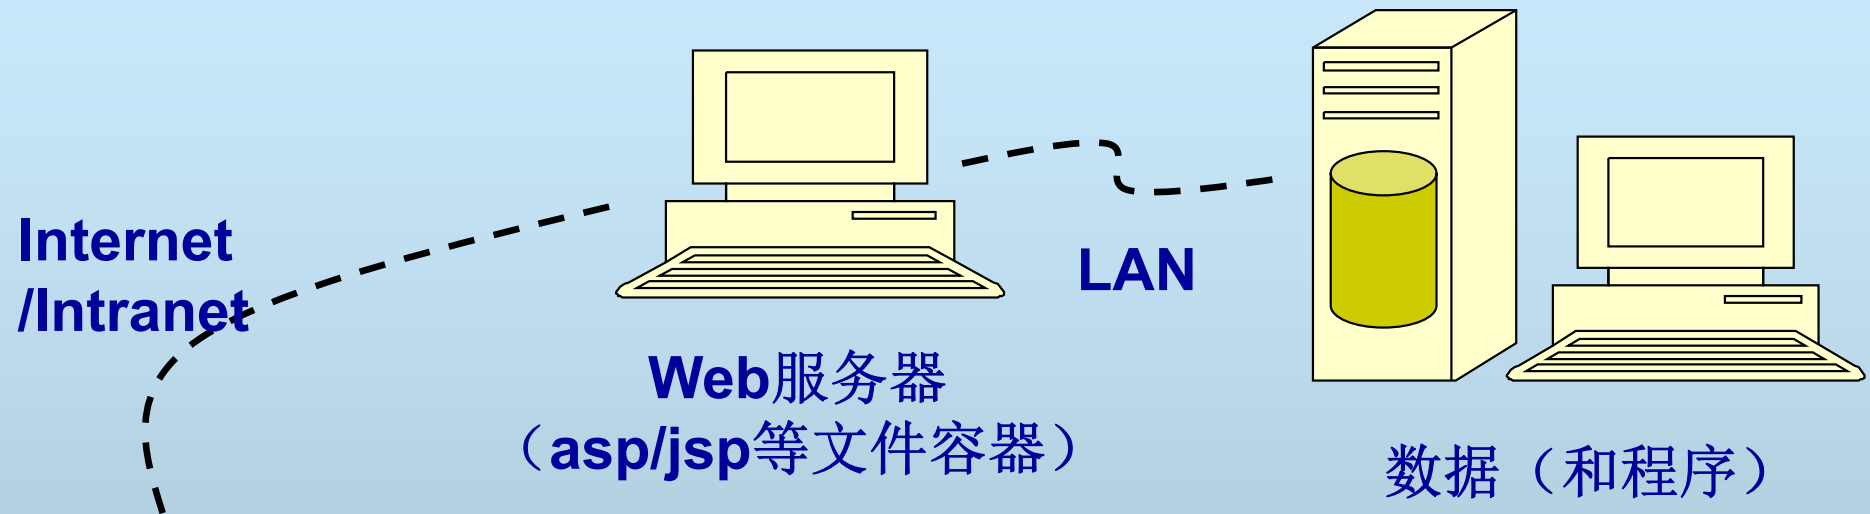 Internet
/Intranet
LAN
Web服务器
（asp/jsp等文件容器）
数据（和程序）